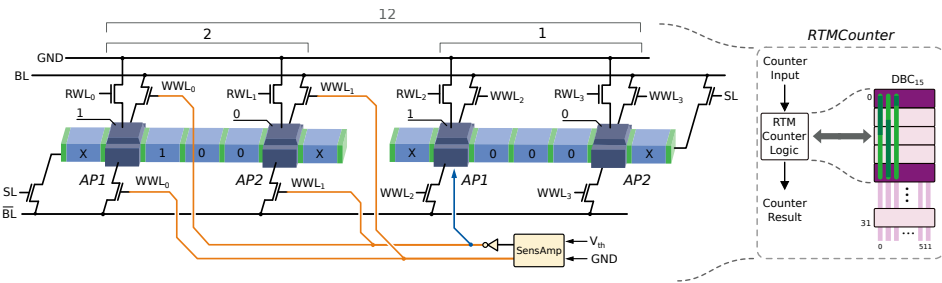 12
RTMCounter
2
1
GND
BL
Counter
Input
DBC15
WWL0
WWL1
RWL0
RWL1
RWL2
WWL2
RWL3
WWL3
SL
0
1
0
1
0
RTM
Counter
Logic
X
1
0
0
X
X
0
0
0
X
AP1
AP2
AP1
AP2
WWL0
WWL1
SL
WWL2
WWL3
BL
Counter
Result
31
...
SensAmp
Vth
GND
0
511